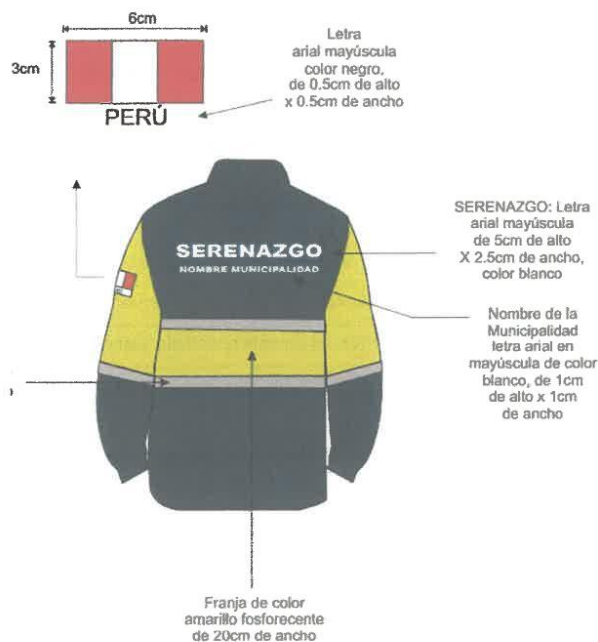 6cm
3cm
PERÚ
Letra
arial mayúscula
color negro,
de 0.5cm de alto
x 0.5cm de ancho
SERENAZGO
NOMBRE MUNICIPALIDAD
SERENAZGO: Letra
arial mayúscula
de 5cm de alto
X 2.5cm de ancho,
color blanco
Nombre de la
Municipalidad
letra arial en
mayúscula de color
blanco, de 1cm
de alto x 1cm
de ancho
Franja de color
amarillo fosforecente
de 20cm de ancho